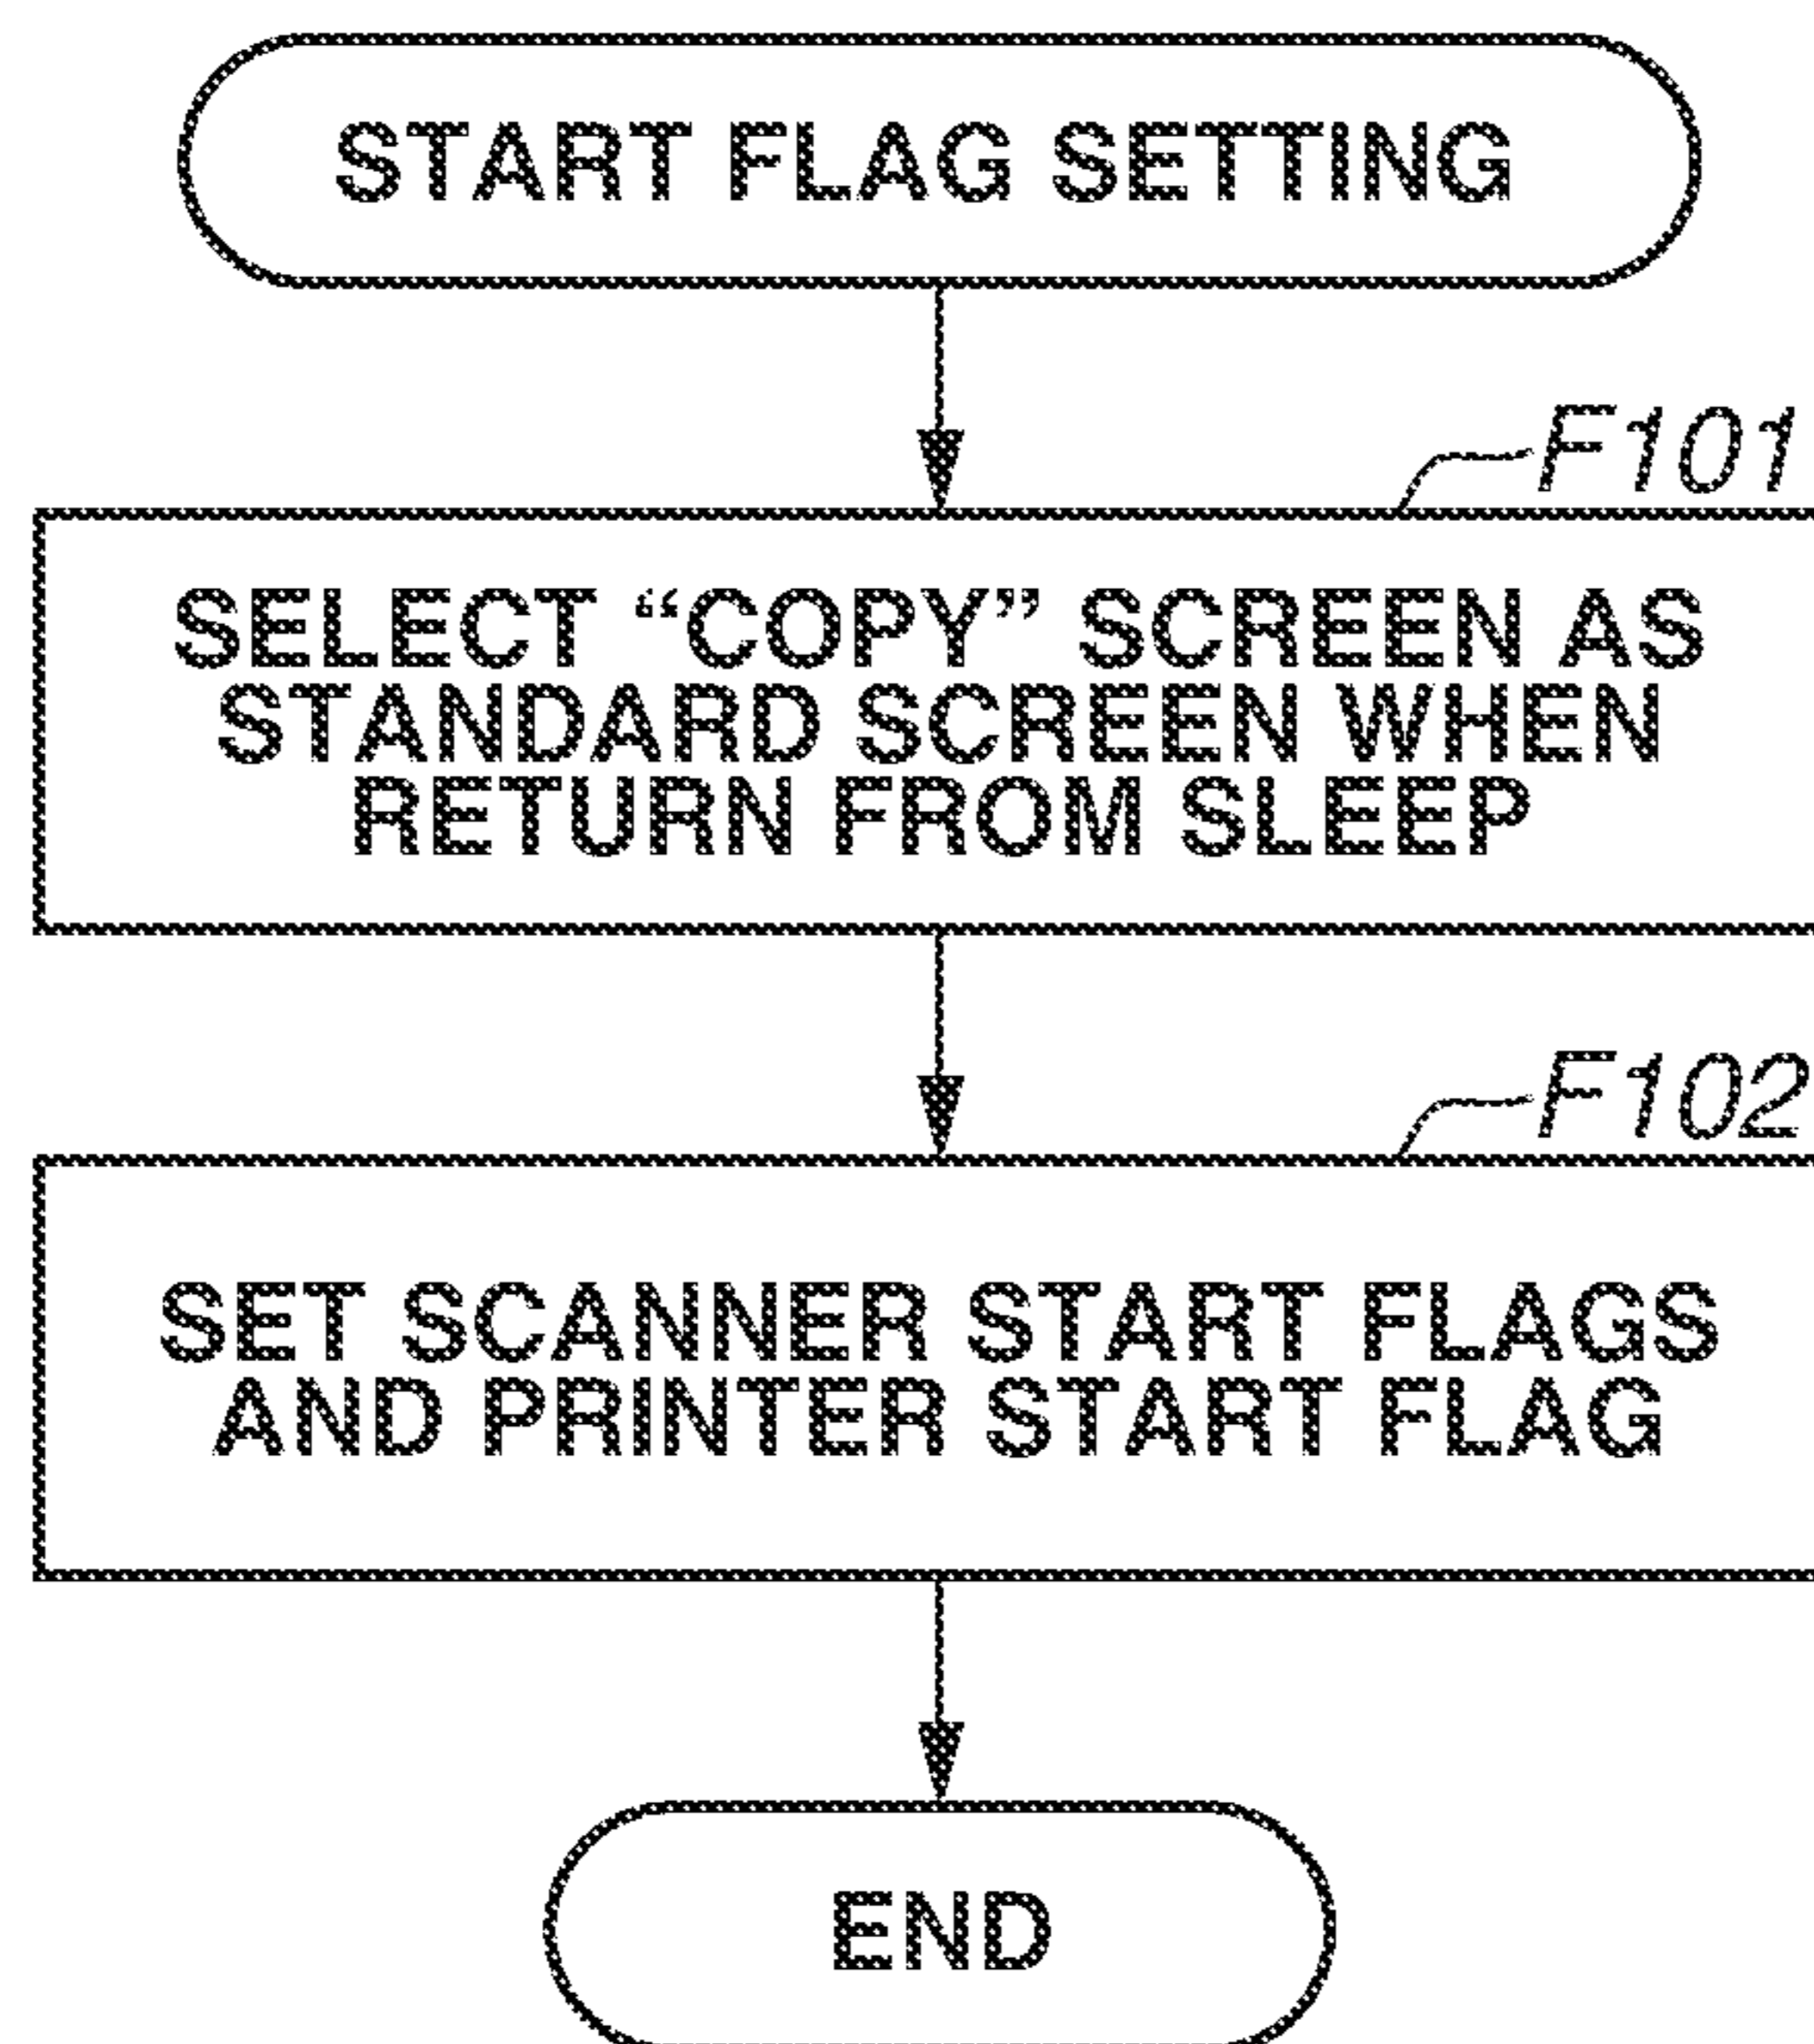 START FLAG SETTING
F101
SELECT “COPY” SCREEN AS
STANDARD SCREEN WHEN
RETURN FROM SLEEP
F102
SET SCANNER START FLAGS
AND PRINTER START FLAG
END